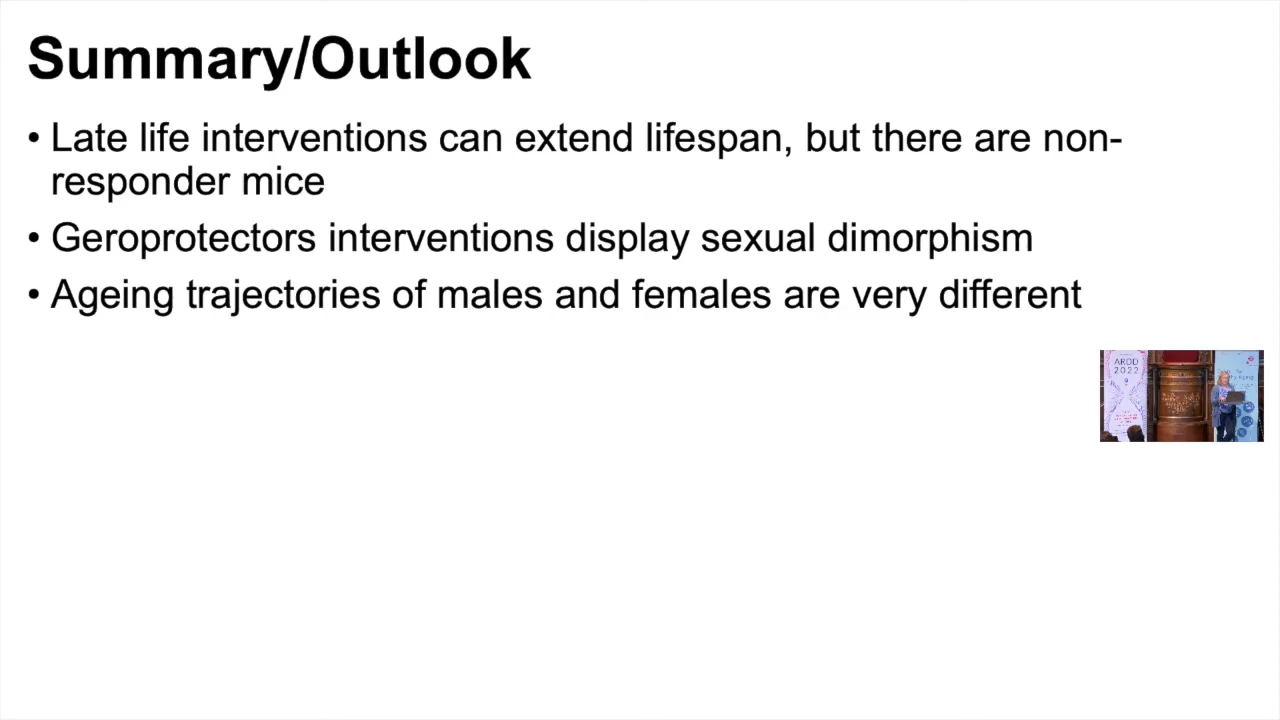 Summary/Outlook
• Late life interventions can extend lifespan, but there are non-
responder mice
• Geroprotectors interventions display sexual dimorphism
• Ageing trajectories of males and females are very different
ARDD
2022